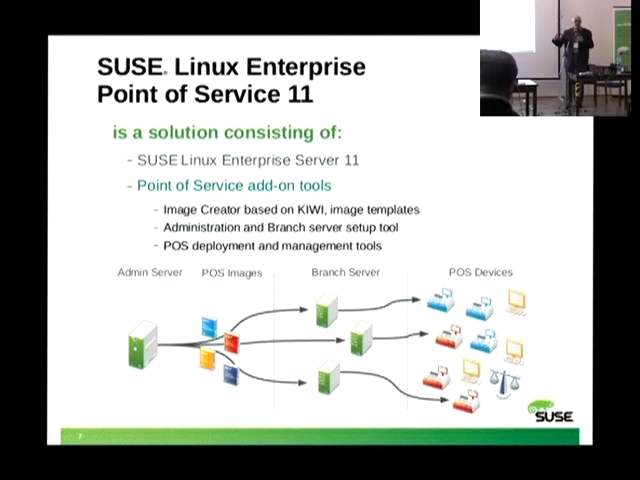 SUSE® Linux Enterprise
Point of Service 11
is a solution consisting of:
- SUSE Linux Enterprise Server 11
- Point of Service add-on tools
- Image Creator based on KIWI, image templates
- Administration and Branch server setup tool
- POS deployment and management tools
Admin Server POS Images Branch Server POS Devices
SUSE
7